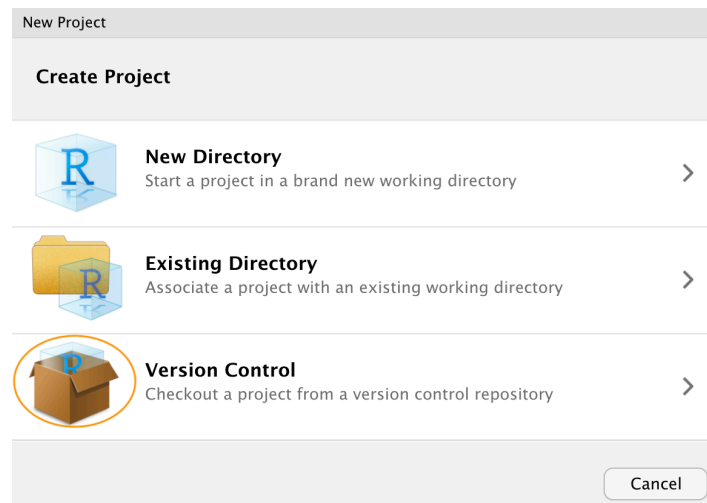 New Project
Create Project
R
New Directory
Start a project in a brand new working directory
R
Existing Directory
Associate a project with an existing working directory
R
Version Control
Checkout a project from a version control repository
Cancel